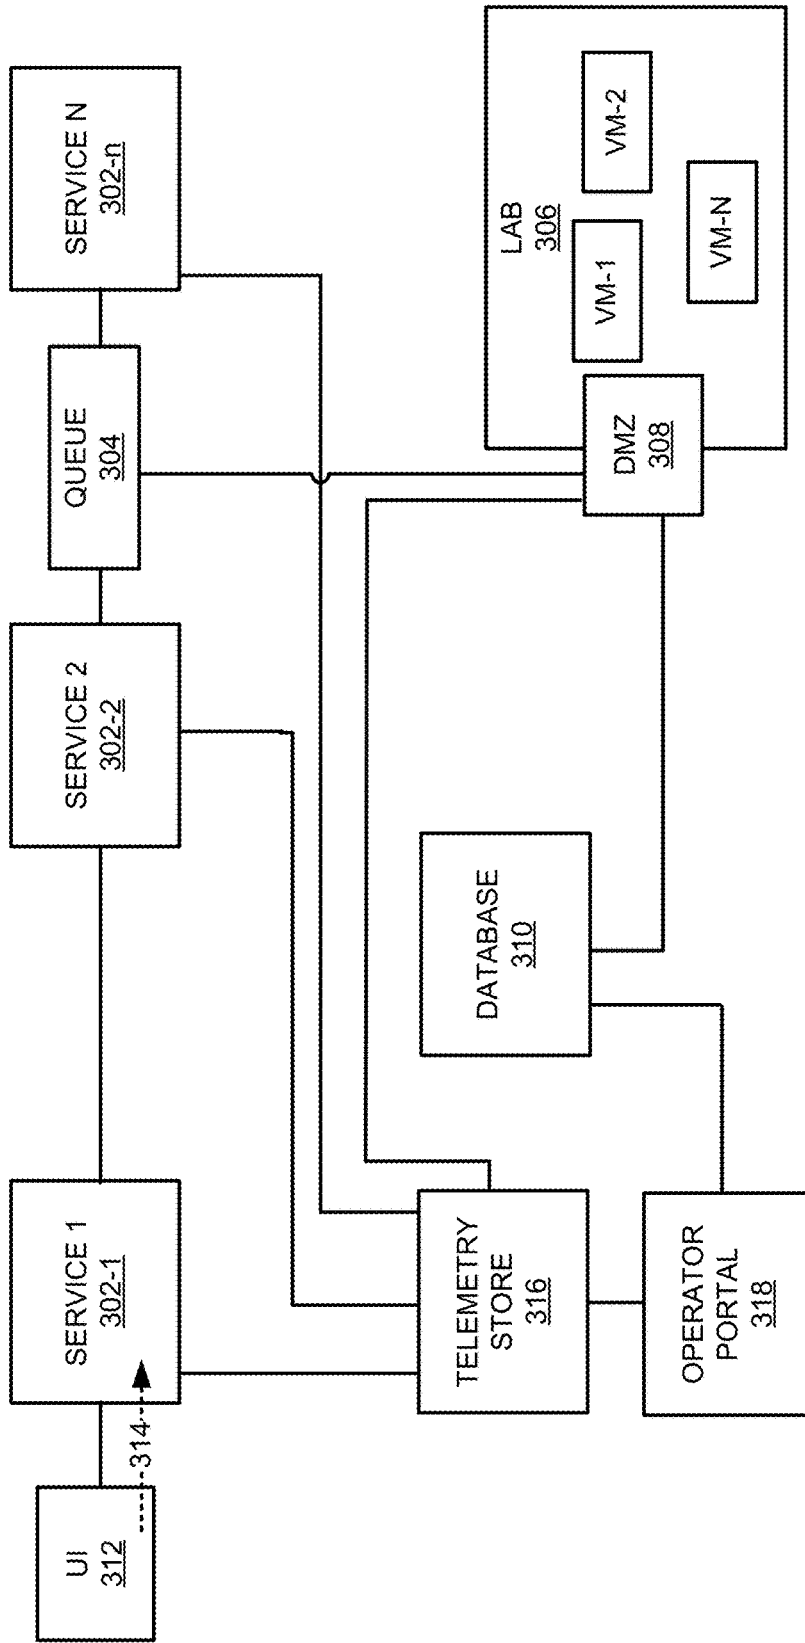 UI
312
314
SERVICE 1
302-1
SERVICE 2
302-2
QUEUE
304
SERVICE N
302-n
TELEMETRY
STORE
316
DATABASE
310
OPERATOR
PORTAL
318
DMZ
308
LAB
306
VM-1
VM-2
VM-N